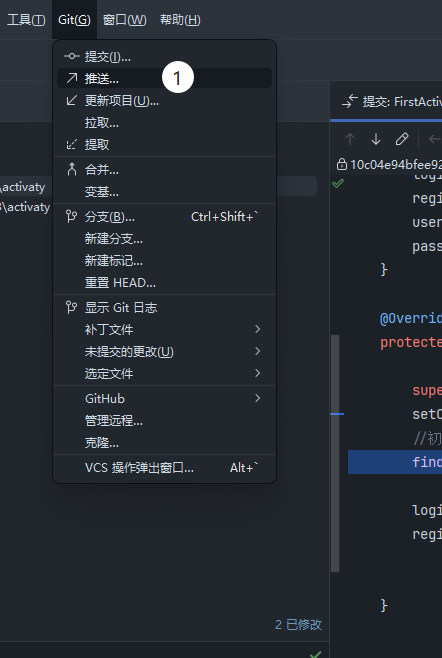 工具(T) Git(G) 窗口(W) 帮助(H)
提交(I)...
推送... 1
更新项目(U)...
拉取...
提取
合并...
变基...
分支(B)... Ctrl+Shift+`
新建分支...
新建标记...
重置 HEAD...
显示 Git 日志
补丁文件
未提交的更改(U)
选定文件
GitHub
管理远程...
克隆...
VCS 操作弹出窗口... Alt+`
\activaty
\activaty
2 已修改
提交: FirstActiv
10c04e94bfee92
logi
regi
user
pass
}
@Overrid
protecte
supe
setC
//初
find
logi
regi
}